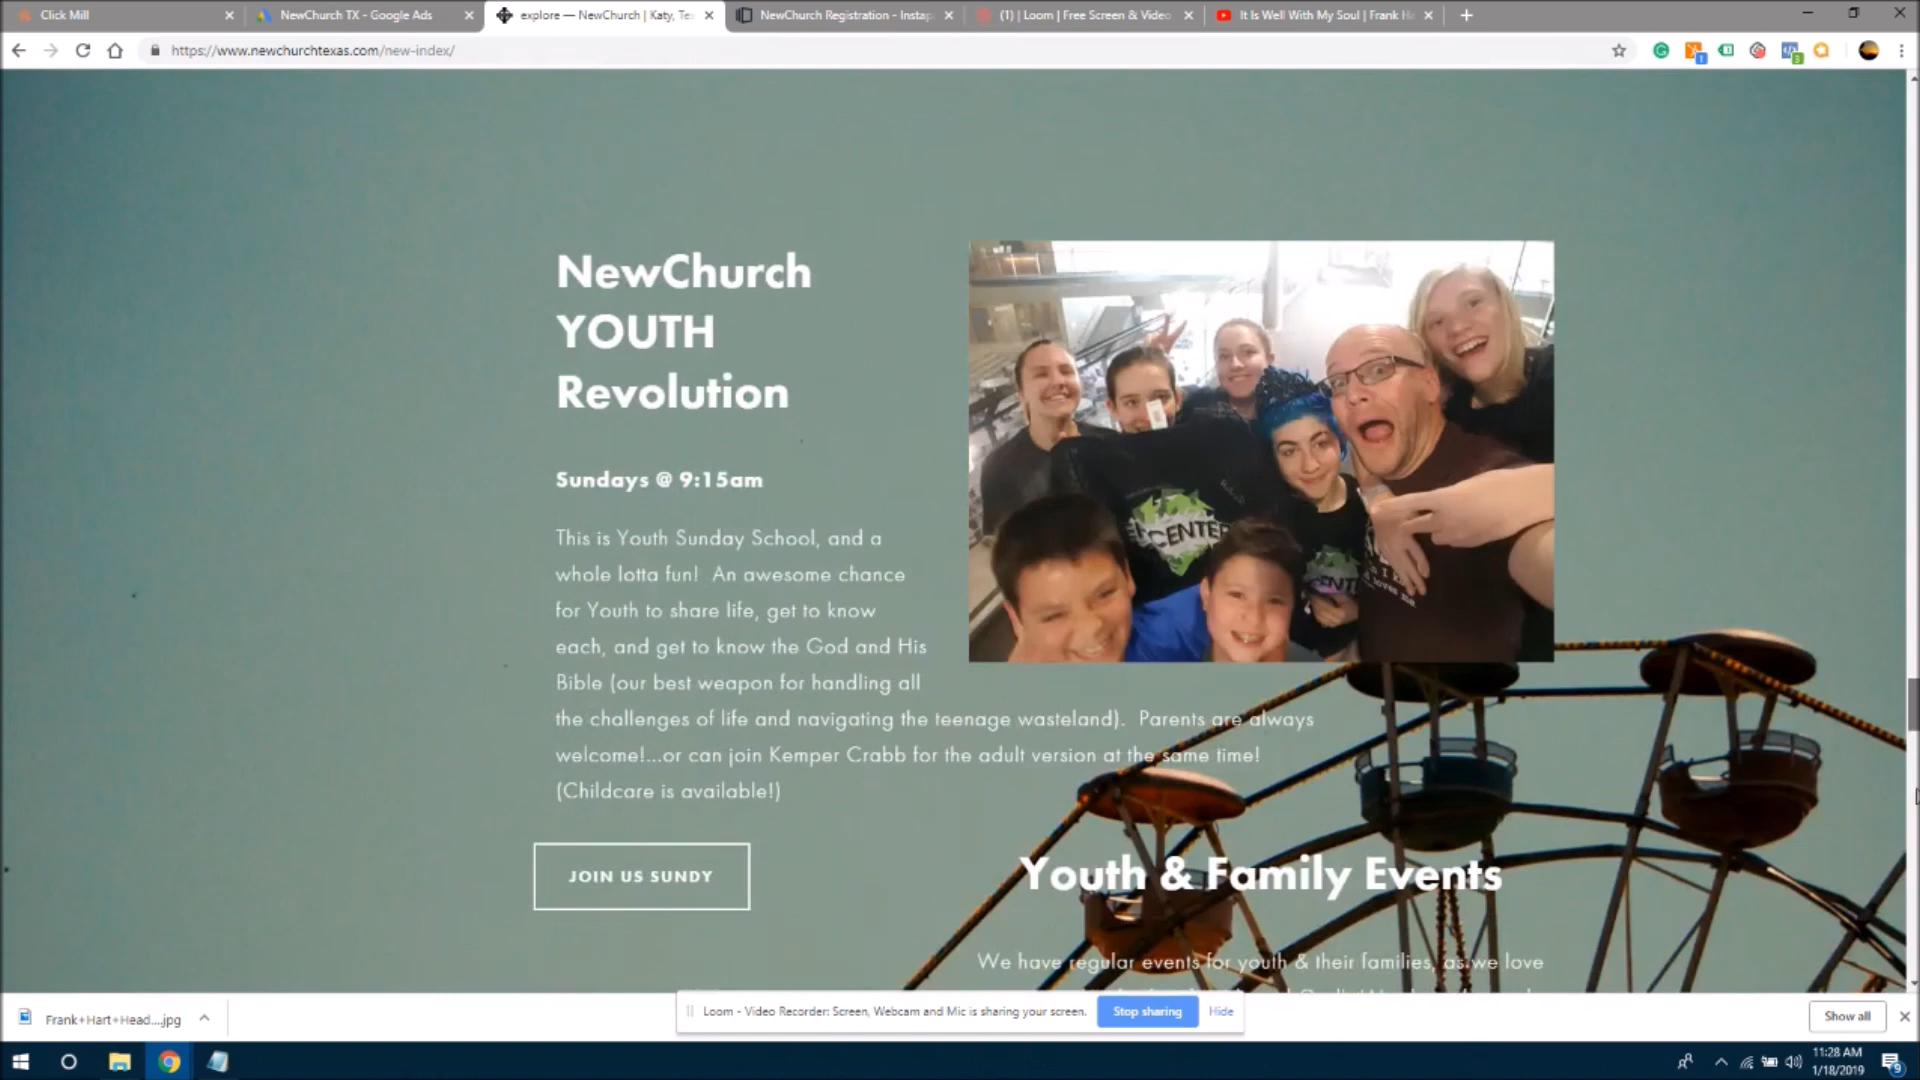 Click Mill
NewChurch TX - Google Ads
explore — NewChurch | Katy, Te
NewChurch Registration - Instap
(1) | Loom | Free Screen & Video
It Is Well With My Soul | Frank H
https://www.newchurchtexas.com/new-index/
NewChurch
YOUTH
Revolution
Sundays @ 9:15am
This is Youth Sunday School, and a
whole lotta fun! An awesome chance
for Youth to share life, get to know
each, and get to know the God and His
Bible (our best weapon for handling all
the challenges of life and navigating the teenage wasteland). Parents are always
welcome!...or can join Kemper Crabb for the adult version at the same time!
(Childcare is available!)
JOIN US SUNDY
CENTER
Youth & Family Events
We have regular events for youth & their families, as we love
Frank+Hart+Head....jpg
Loom - Video Recorder: Screen, Webcam and Mic is sharing your screen.
Stop sharing
Hide
Show all
11:28 AM
1/18/2019